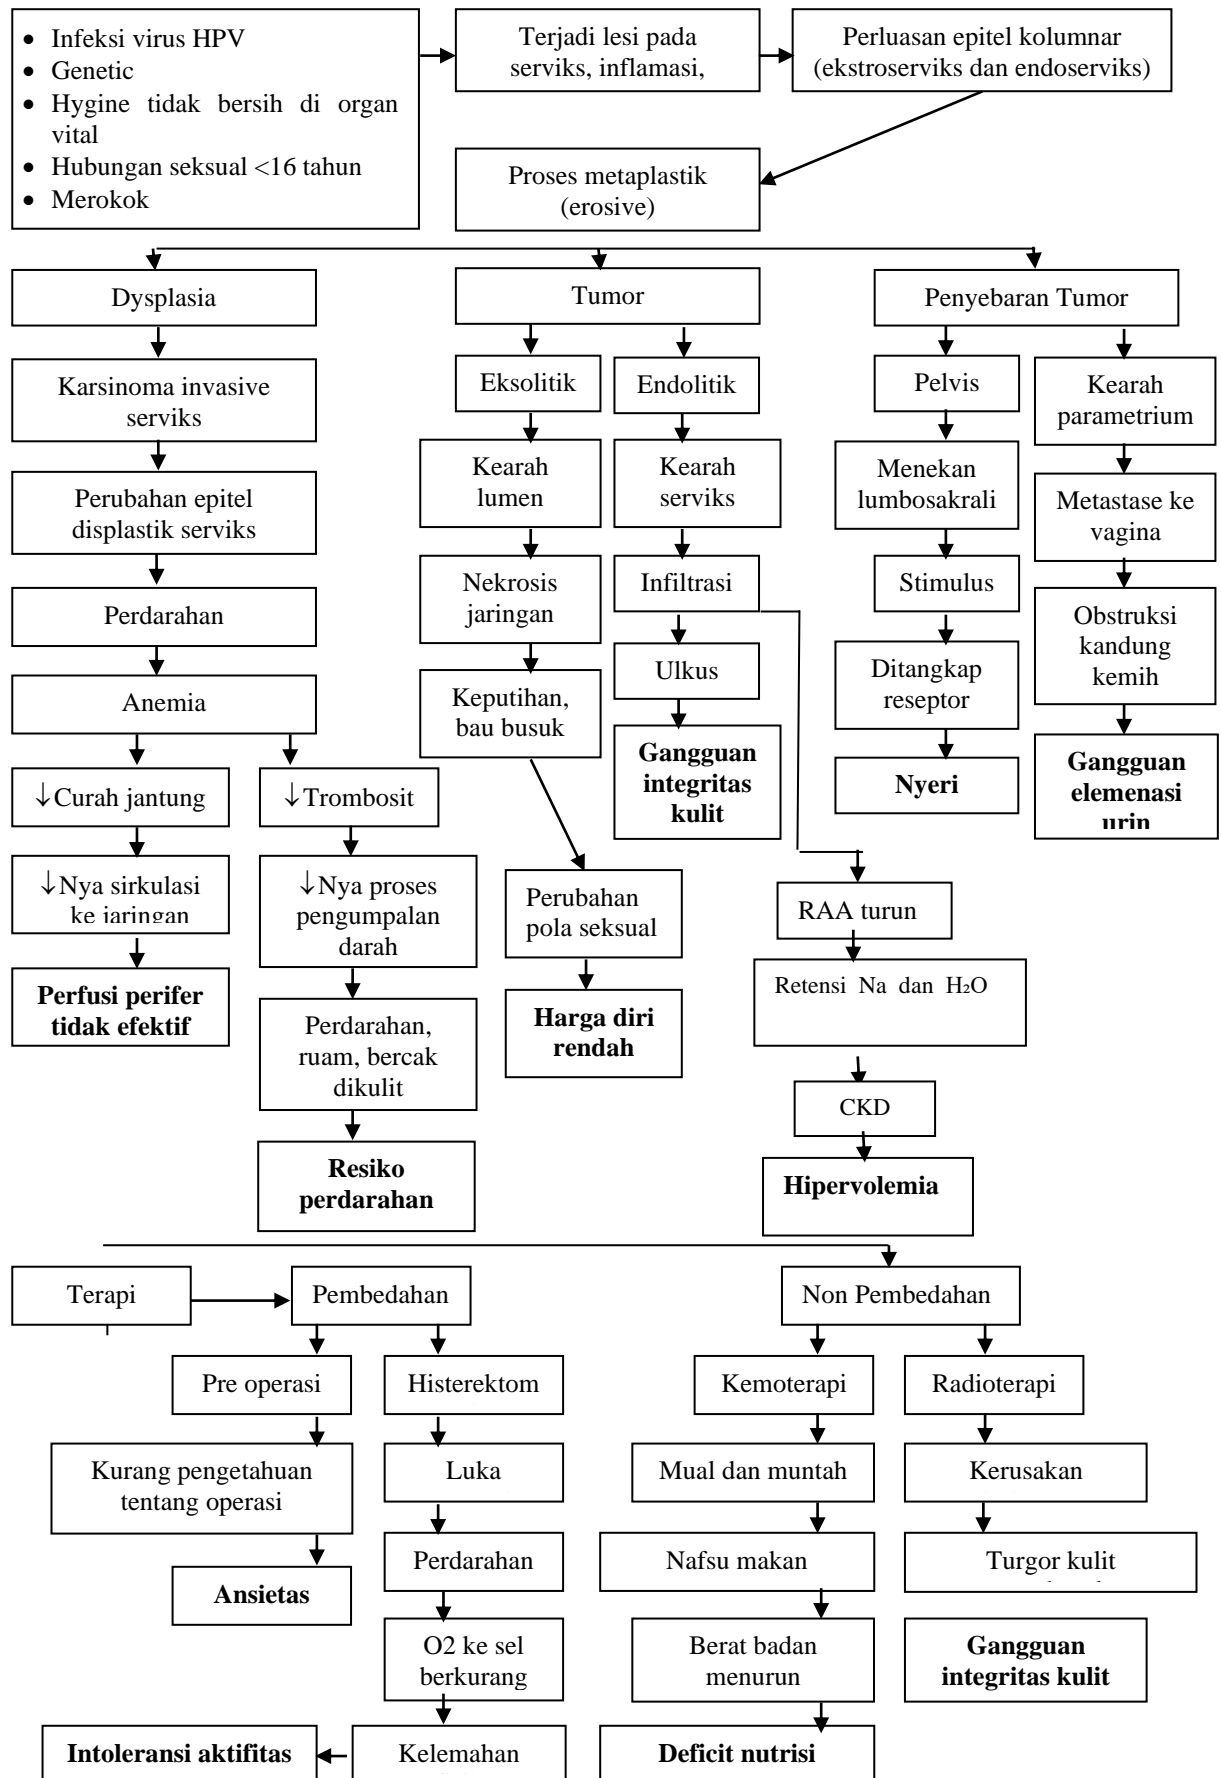 • Infeksi virus HPV
• Genetic
• Hygine tidak bersih di organ
vital
• Hubungan seksual <16 tahun
• Merokok
Terjadi lesi pada
serviks, inflamasi,
Perluasan epitel kolumnar
(ekstroserviks dan endoserviks)
Proses metaplastik
(erosive)
Dysplasia
Tumor
Penyebaran Tumor
Karsinoma invasive
serviks
Eksolitik
Endolitik
Pelvis
Kearah
parametrium
Perubahan epitel
displastik serviks
Kearah
lumen
Kearah
serviks
Menekan
lumbosakrali
Metastase ke
vagina
Perdarahan
Nekrosis
jaringan
Infiltrasi
Stimulus
Obstruksi
kandung
kemih
Anemia
Keputihan,
bau busuk
Ulkus
Ditangkap
reseptor
↓Curah jantung
↓Trombosit
Gangguan
integritas
kulit
Nyeri
Gangguan
elemenasi
urin
↓Nya sirkulasi
ke jaringan
↓Nya proses
pengumpalan
darah
Perubahan
pola seksual
RAA turun
Perfusi perifer
tidak efektif
Perdarahan,
ruam, bercak
dikulit
Harga diri
rendah
Retensi Na dan H₂O
CKD
Resiko
perdarahan
Hipervolemia
Terapi
Pembedahan
Non Pembedahan
Pre operasi
Histerektom
Kemoterapi
Radioterapi
Kurang pengetahuan
tentang operasi
Luka
Mual dan muntah
Kerusakan
Ansietas
Perdarahan
Nafsu makan
Turgor kulit
O2 ke sel
berkurang
Berat badan
menurun
Gangguan
integritas kulit
Intoleransi aktifitas
Kelemahan
Deficit nutrisi